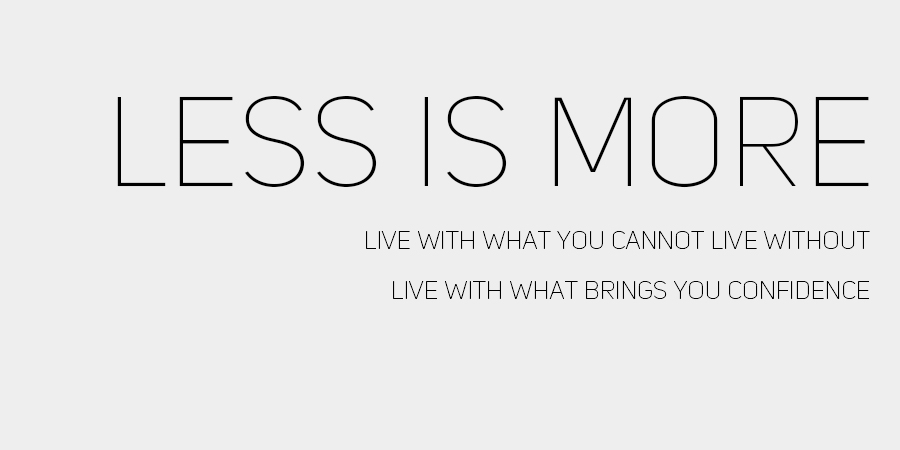 LESS IS MORE
LIVE WITH WHAT YOU CANNOT LIVE WITHOUT
LIVE WITH WHAT BRINGS YOU CONFIDENCE